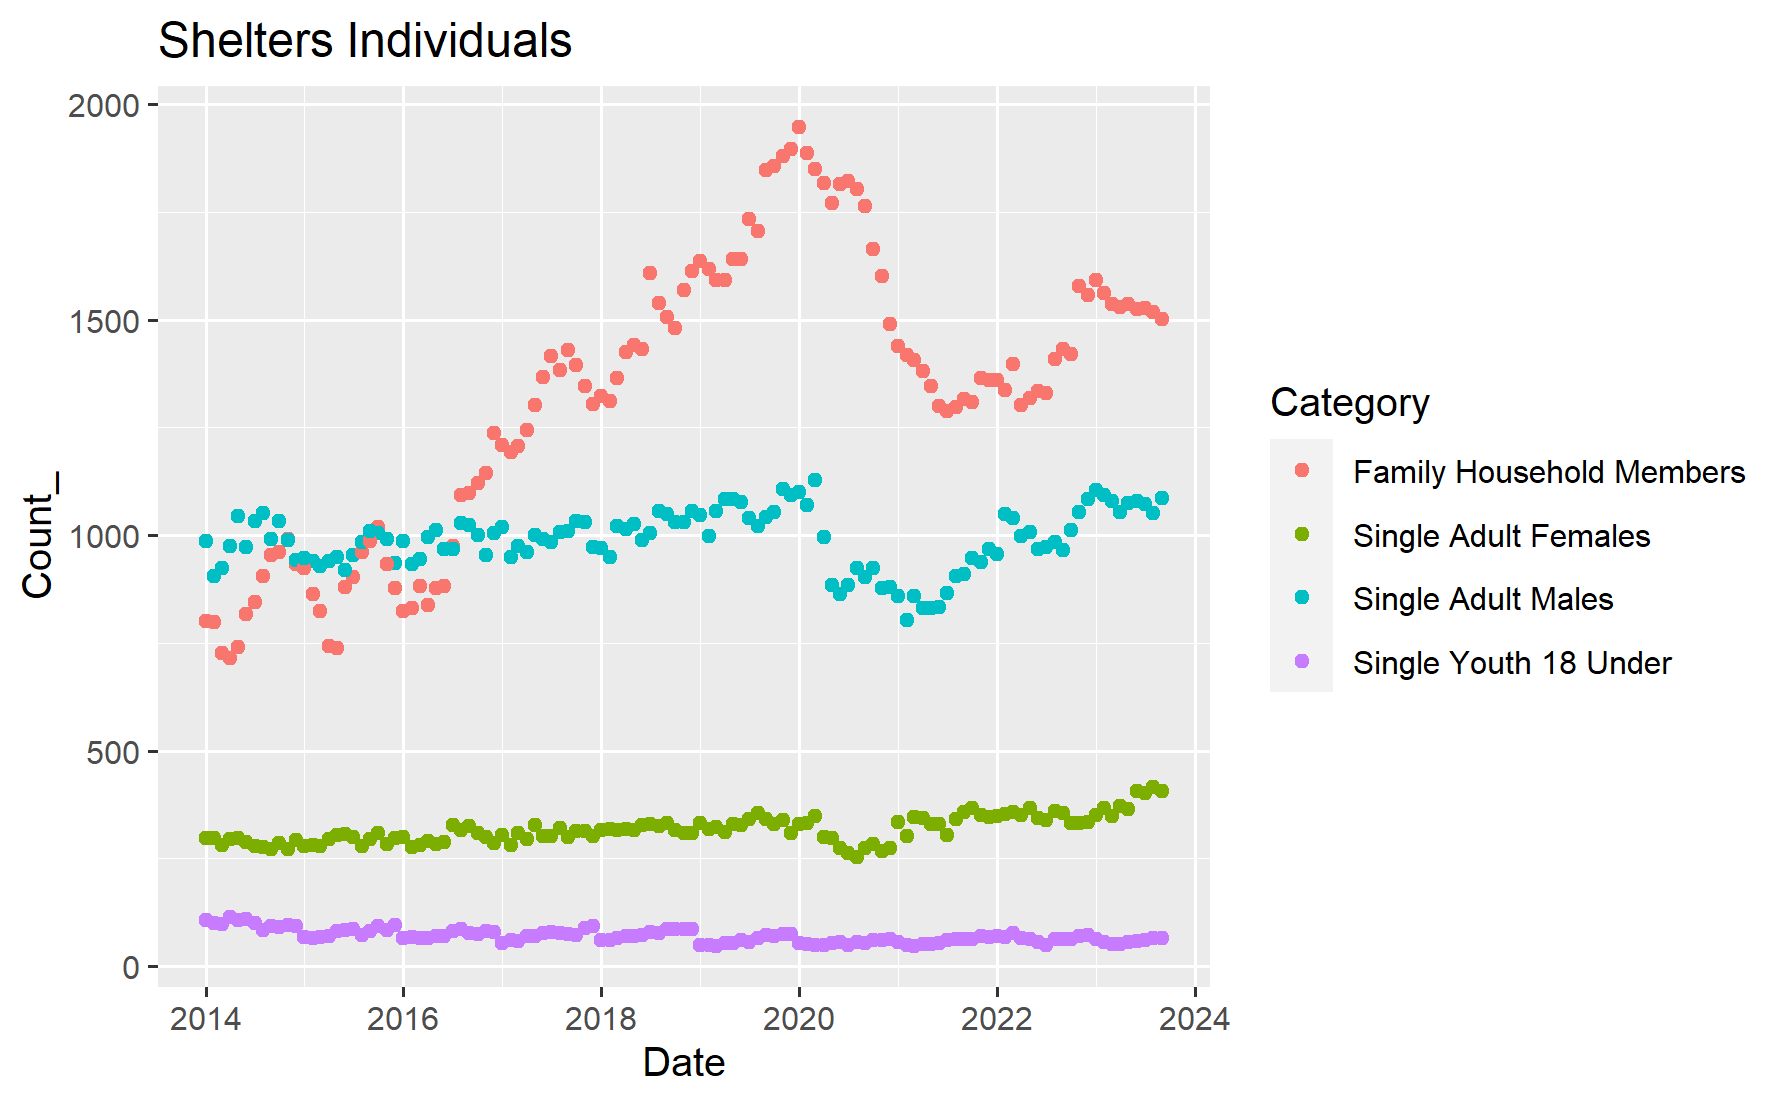 Shelters Individuals
2000
1500
1000
500
0
Count_
2014 2016 2018 2020 2022 2024
Date
Category
Family Household Members
Single Adult Females
Single Adult Males
Single Youth 18 Under